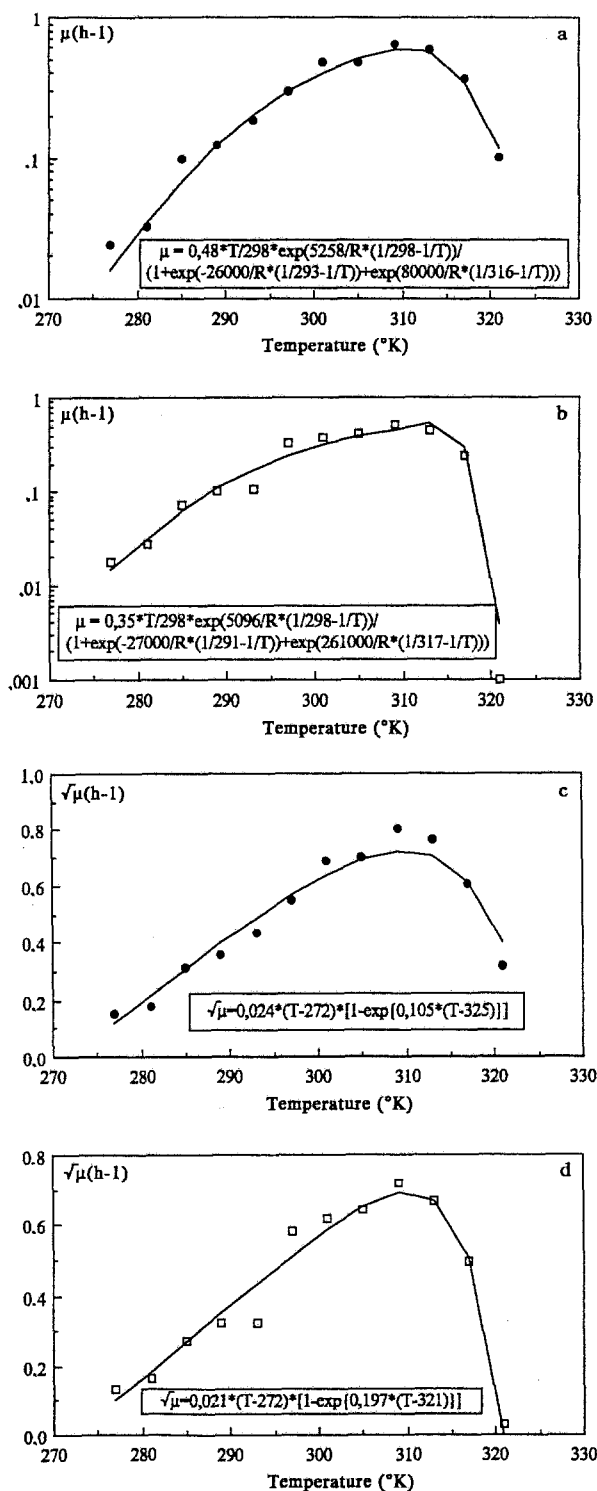 μ(h-1)
a
1
.1
.01
μ = 0,48*T/298*exp(5258/R*(1/298-1/T))/
(1+exp(-26000/R*(1/293-1/T))+exp(80000/R*(1/316-1/T)))
270 280 290 300 310 320 330
Temperature (°K)
μ(h-1)
b
1
.1
.01
.001
μ = 0,35*T/298*exp(5096/R*(1/298-1/T))/
(1+exp(-27000/R*(1/291-1/T))+exp(261000/R*(1/317-1/T)))
270 280 290 300 310 320 330
Temperature (°K)
√μ(h-1)
c
1.0
0.8
0.6
0.4
0.2
0.0
√μ=0,024*(T-272)*[1-exp{0,105*(T-325)}]
270 280 290 300 310 320 330
Temperature (°K)
√μ(h-1)
d
0.8
0.6
0.4
0.2
0.0
√μ=0,021*(T-272)*[1-exp{0,197*(T-321)}]
270 280 290 300 310 320 330
Temperature (°K)